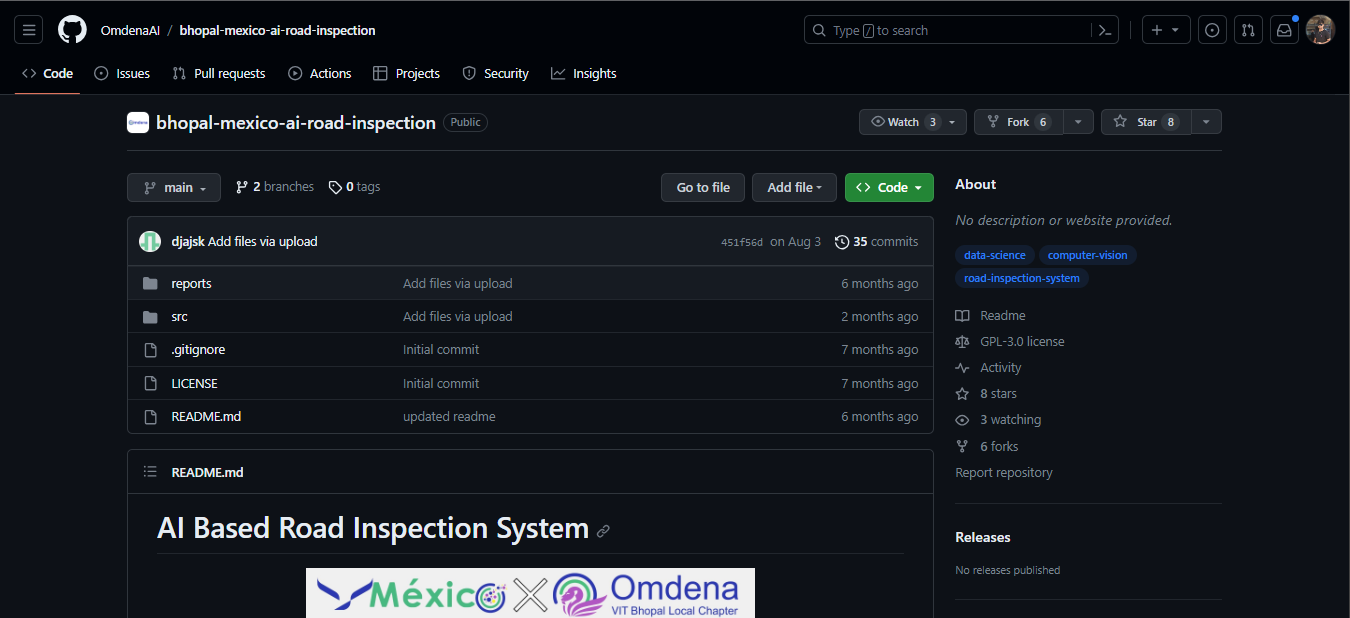 OmdenaAI / bhopal-mexico-ai-road-inspection
Type / to search
Code Issues Pull requests Actions Projects Security Insights
bhopal-mexico-ai-road-inspection Public
Watch 3 Fork 6 Star 8
main 2 branches 0 tags Go to file Add file Code
djajsk Add files via upload 451f56d on Aug 3 35 commits
reports Add files via upload 6 months ago
src Add files via upload 2 months ago
.gitignore Initial commit 7 months ago
LICENSE Initial commit 7 months ago
README.md updated readme 6 months ago
README.md
AI Based Road Inspection System
México Omdena
VIT Bhopal Local Chapter
About
No description or website provided.
data-science computer-vision
road-inspection-system
Readme
GPL-3.0 license
Activity
8 stars
3 watching
6 forks
Report repository
Releases
No releases published